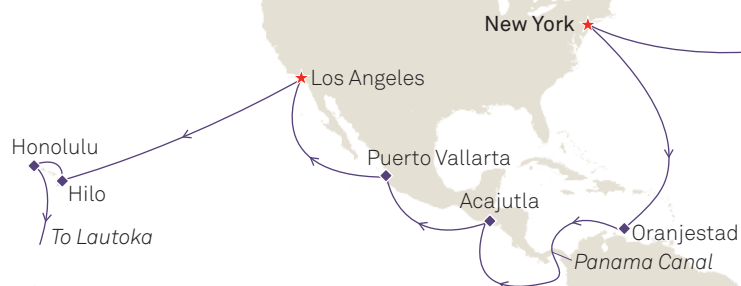 New York
Los Angeles
Honolulu
Puerto Vallarta
Hilo
Acajutla
To Lautoka
Oranjestad
Panama Canal